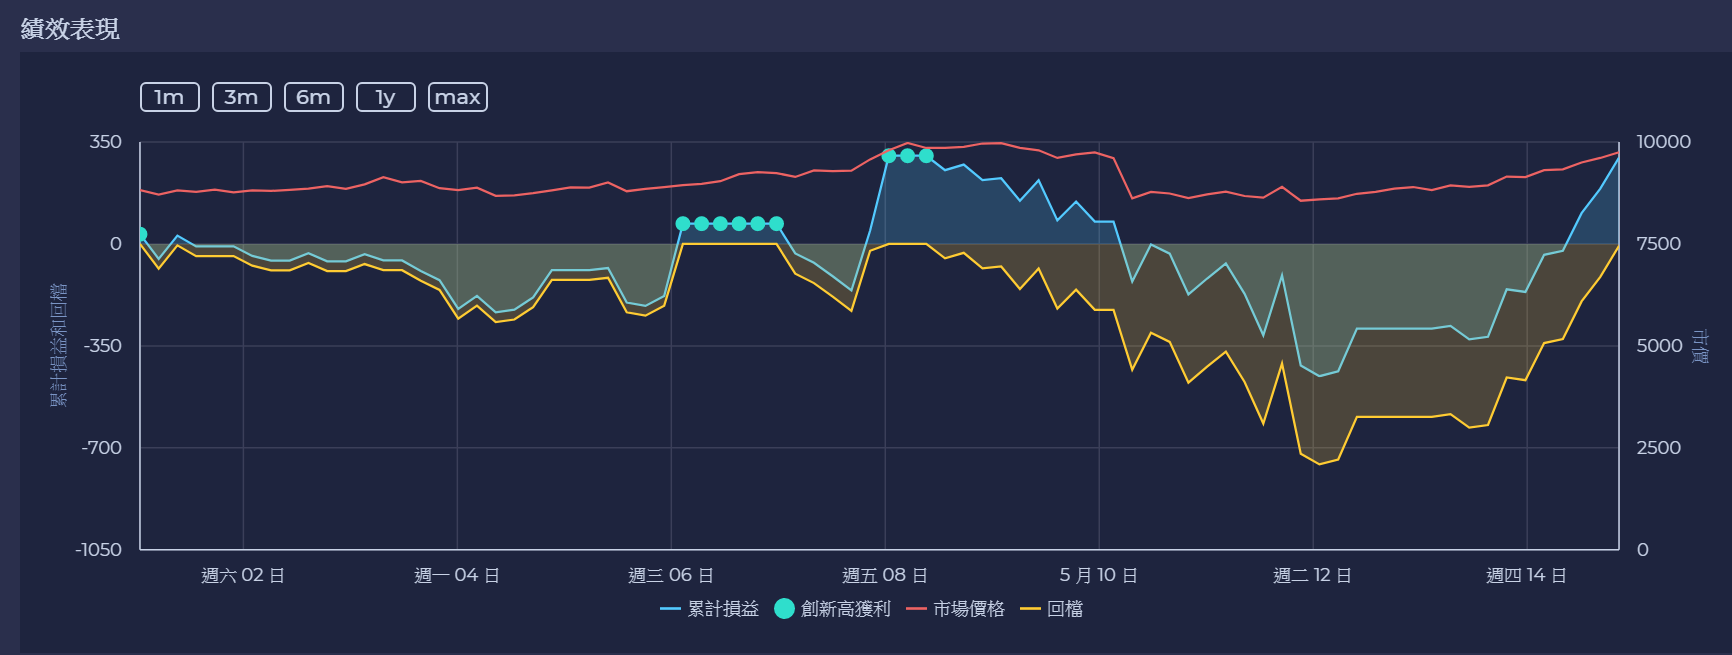 績效表現
1m 3m 6m 1y max
350
0
-350
-700
-1050
累計損益和回檔
10000
7500
5000
2500
0
市價
週六 02 日 週一 04 日 週三 06 日 週五 08 日 5 月 10 日 週二 12 日 週四 14 日
累計損益 創新高獲利 市場價格 回檔